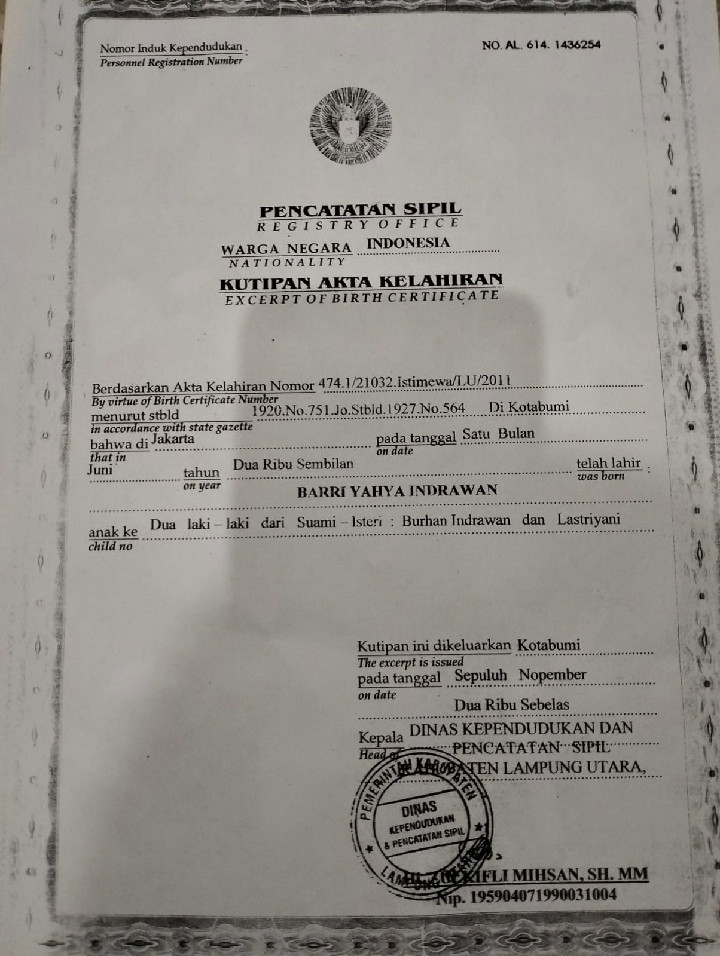 Nomor Induk Kependudukan :
Personnel Registration Number
NO. AL. 614. 1436254
PENCATATAN SIPIL
REGISTRY OFFICE
WARGA NEGARA INDONESIA
NATIONALITY
KUTIPAN AKTA KELAHIRAN
EXCERPT OF BIRTH CERTIFICATE
Berdasarkan Akta Kelahiran Nomor 474.1/21032.Istimewa/LU/2011
By virtue of Birth Certificate Number
menurut stbld 1920.No.751.Jo.Stbld.1927.No.564 Di Kotabumi
in accordance with state gazette
bahwa di Jakarta pada tanggal Satu Bulan
that in on date
Juni tahun Dua Ribu Sembilan telah lahir :
on year was born
BARRI YAHYA INDRAWAN
anak ke Dua laki - laki dari Suami - Isteri : Burhan Indrawan dan Lastriyani
child no
Kutipan ini dikeluarkan Kotabumi
The excerpt is issued
pada tanggal Sepuluh Nopember
on date
Dua Ribu Sebelas
Kepala DINAS KEPENDUDUKAN DAN
Head of PENCATATAN SIPIL
LAMPUNG UTARA,
PEMERINTAH KABUPATEN
DINAS
KEPENDUDUKAN
& PENCATATAN SIPIL
LAMPUNG UTARA
MIHSAN, SH. MM
Nip. 195904071990031004